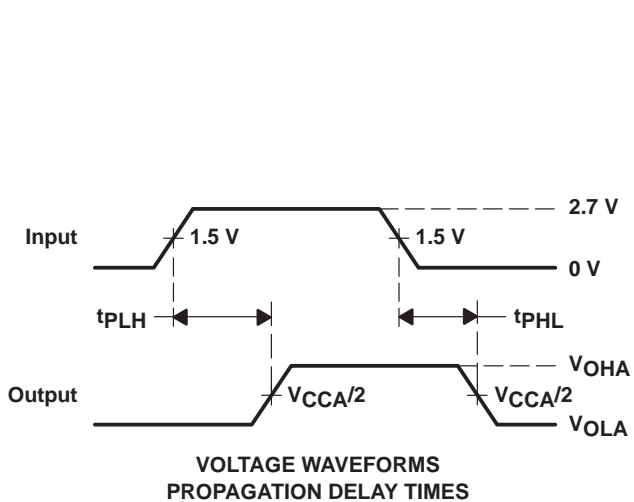 2.7 V
Input 1.5 V 1.5 V
0 V
tPLH tPHL
VOHA
Output VCCA/2 VCCA/2
VOLA
VOLTAGE WAVEFORMS
PROPAGATION DELAY TIMES